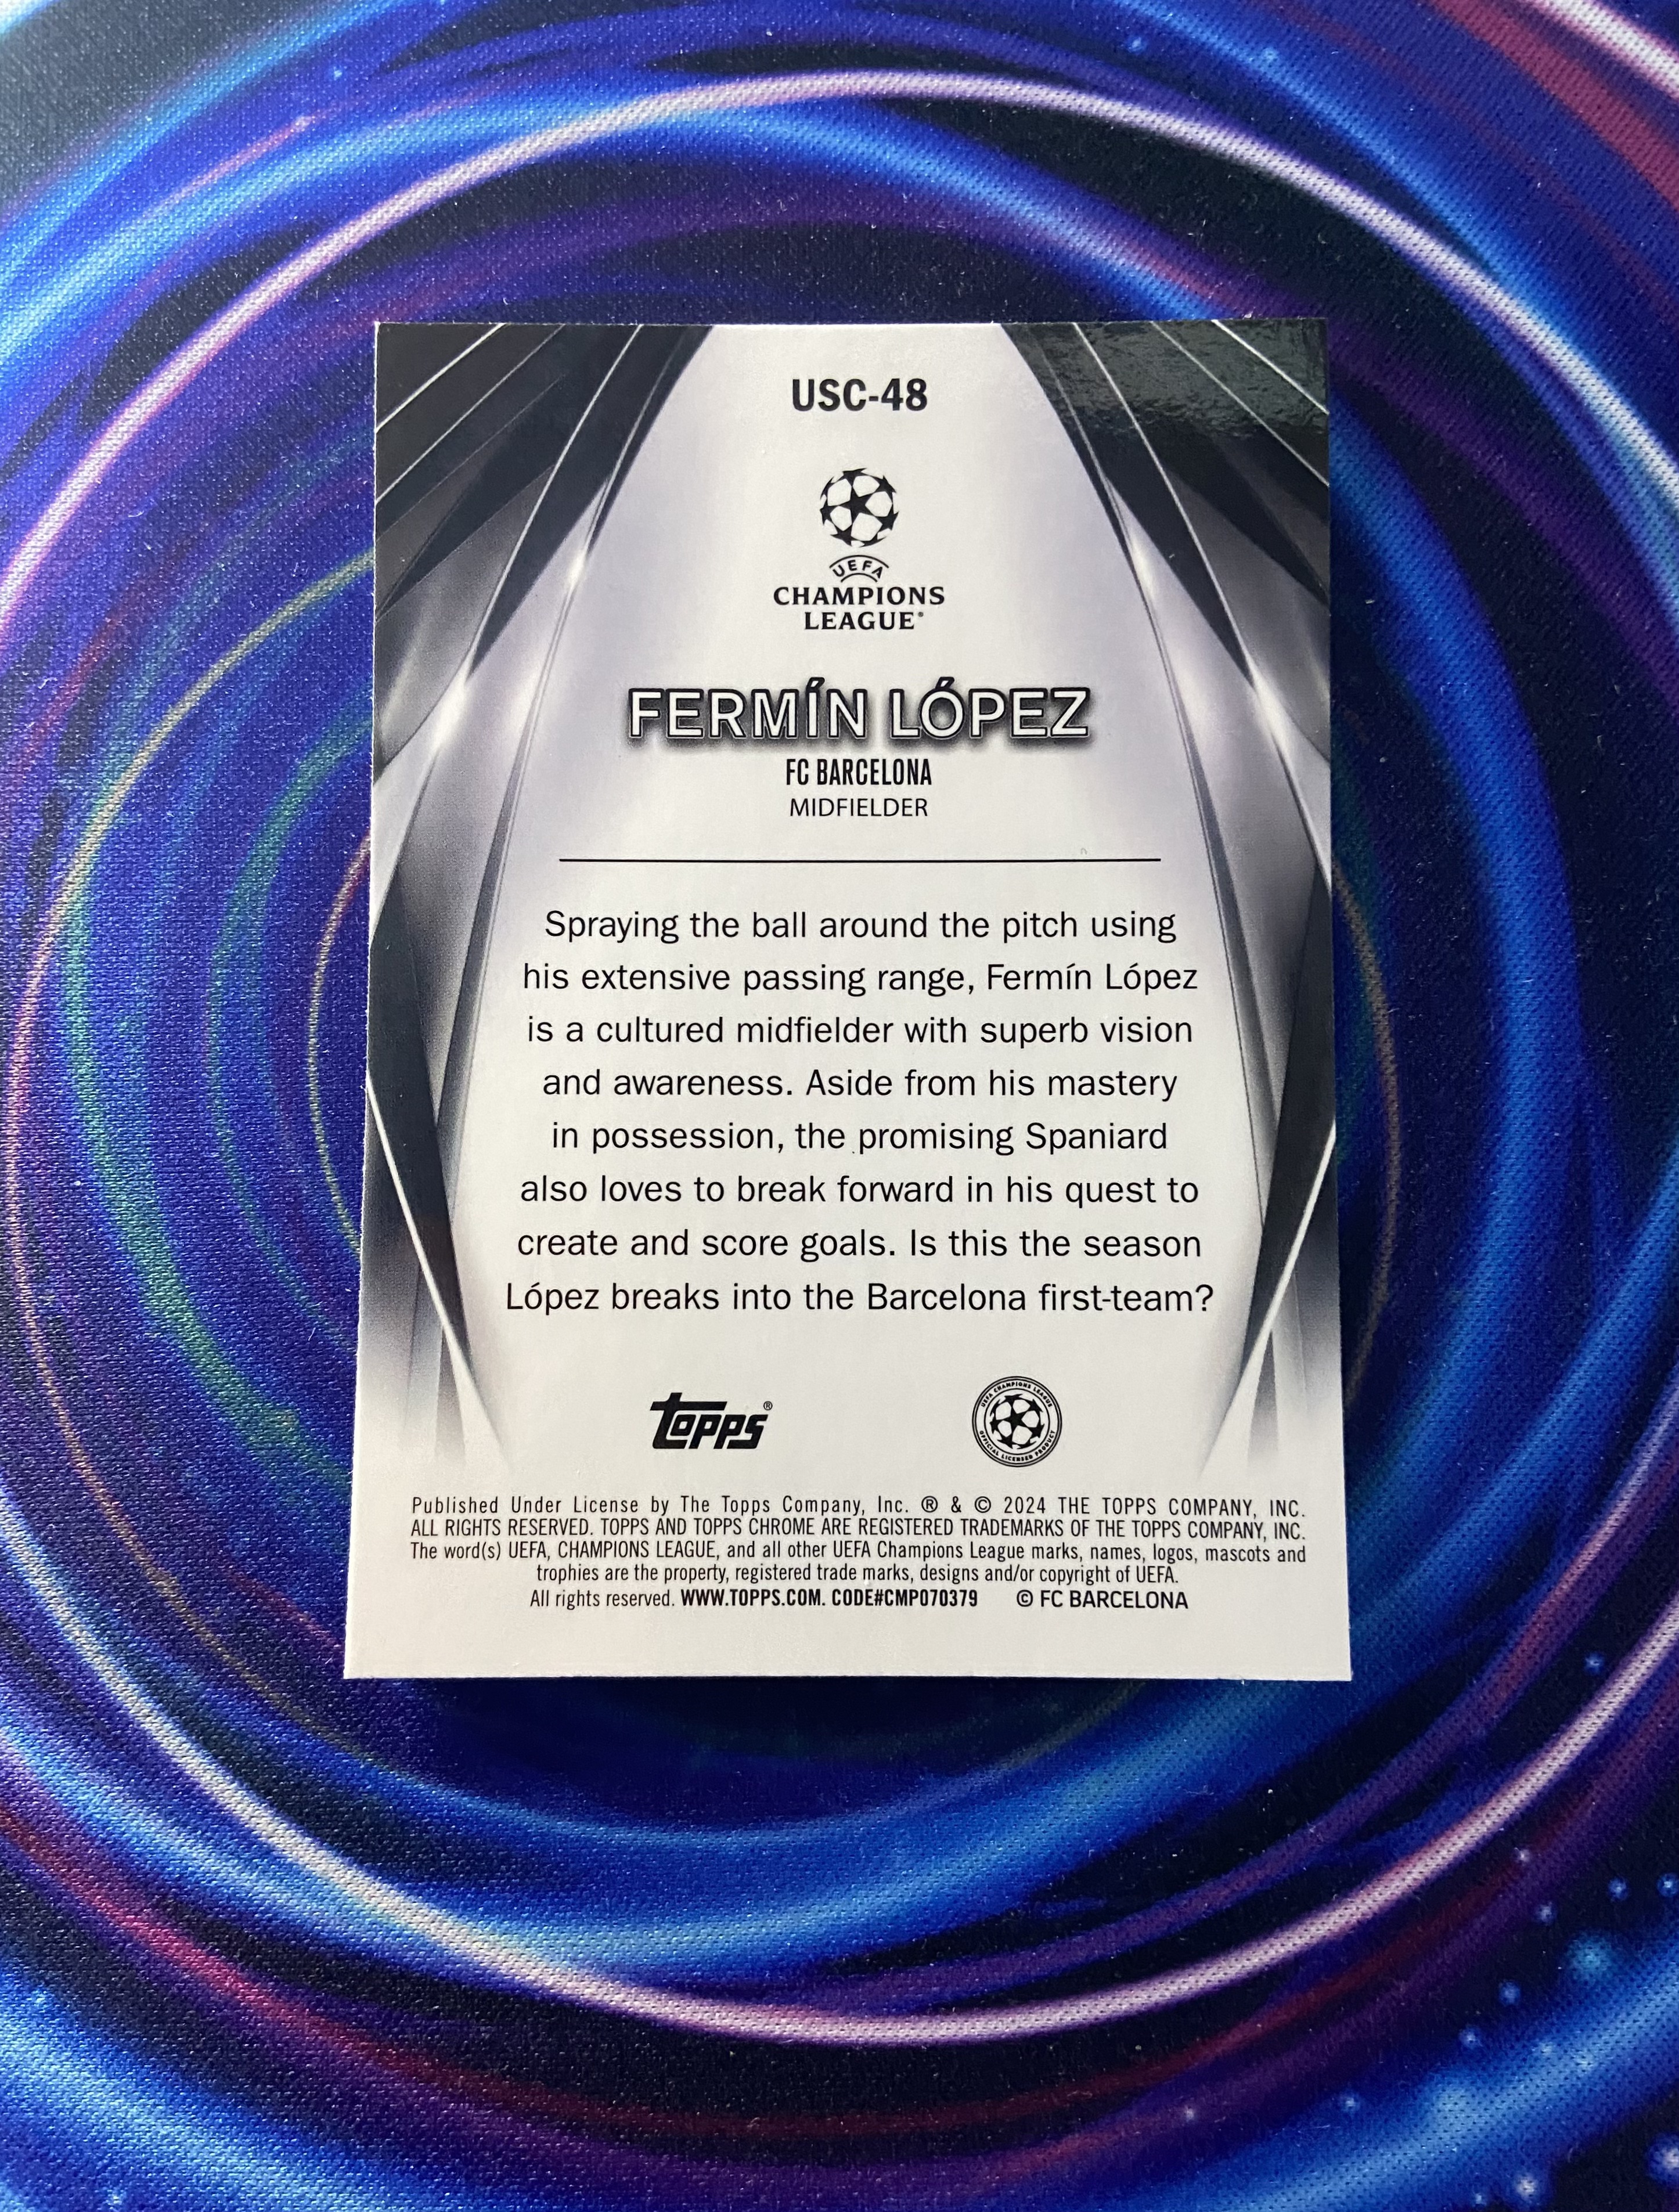 USC-48
UEFA
CHAMPIONS
LEAGUE®
FERMÍN LÓPEZ
FC BARCELONA
MIDFIELDER
Spraying the ball around the pitch using
his extensive passing range, Fermín López
is a cultured midfielder with superb vision
and awareness. Aside from his mastery
in possession, the promising Spaniard
also loves to break forward in his quest to
create and score goals. Is this the season
López breaks into the Barcelona first-team?
topps®
UEFA CHAMPIONS LEAGUE
OFFICIAL LICENSED PRODUCT
Published Under License by The Topps Company, Inc. ® & © 2024 THE TOPPS COMPANY, INC.
ALL RIGHTS RESERVED. TOPPS AND TOPPS CHROME ARE REGISTERED TRADEMARKS OF THE TOPPS COMPANY, INC.
The word(s) UEFA, CHAMPIONS LEAGUE, and all other UEFA Champions League marks, names, logos, mascots and
trophies are the property, registered trade marks, designs and/or copyright of UEFA.
All rights reserved. WWW.TOPPS.COM. CODE#CMP070379 © FC BARCELONA